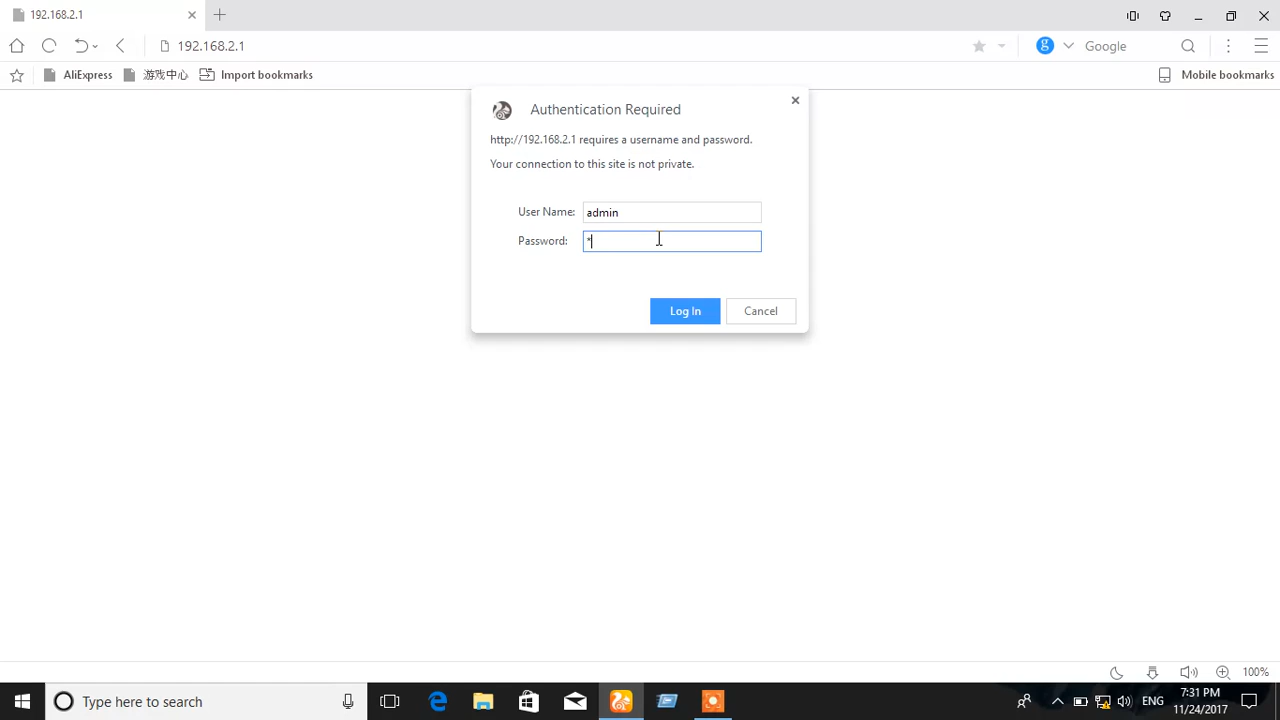 192.168.2.1
192.168.2.1
Google
AliExpress
游戏中心
Import bookmarks
Mobile bookmarks
Authentication Required
http://192.168.2.1 requires a username and password.
Your connection to this site is not private.
User Name: admin
Password: *
Log In
Cancel
100%
Type here to search
ENG
7:31 PM
11/24/2017